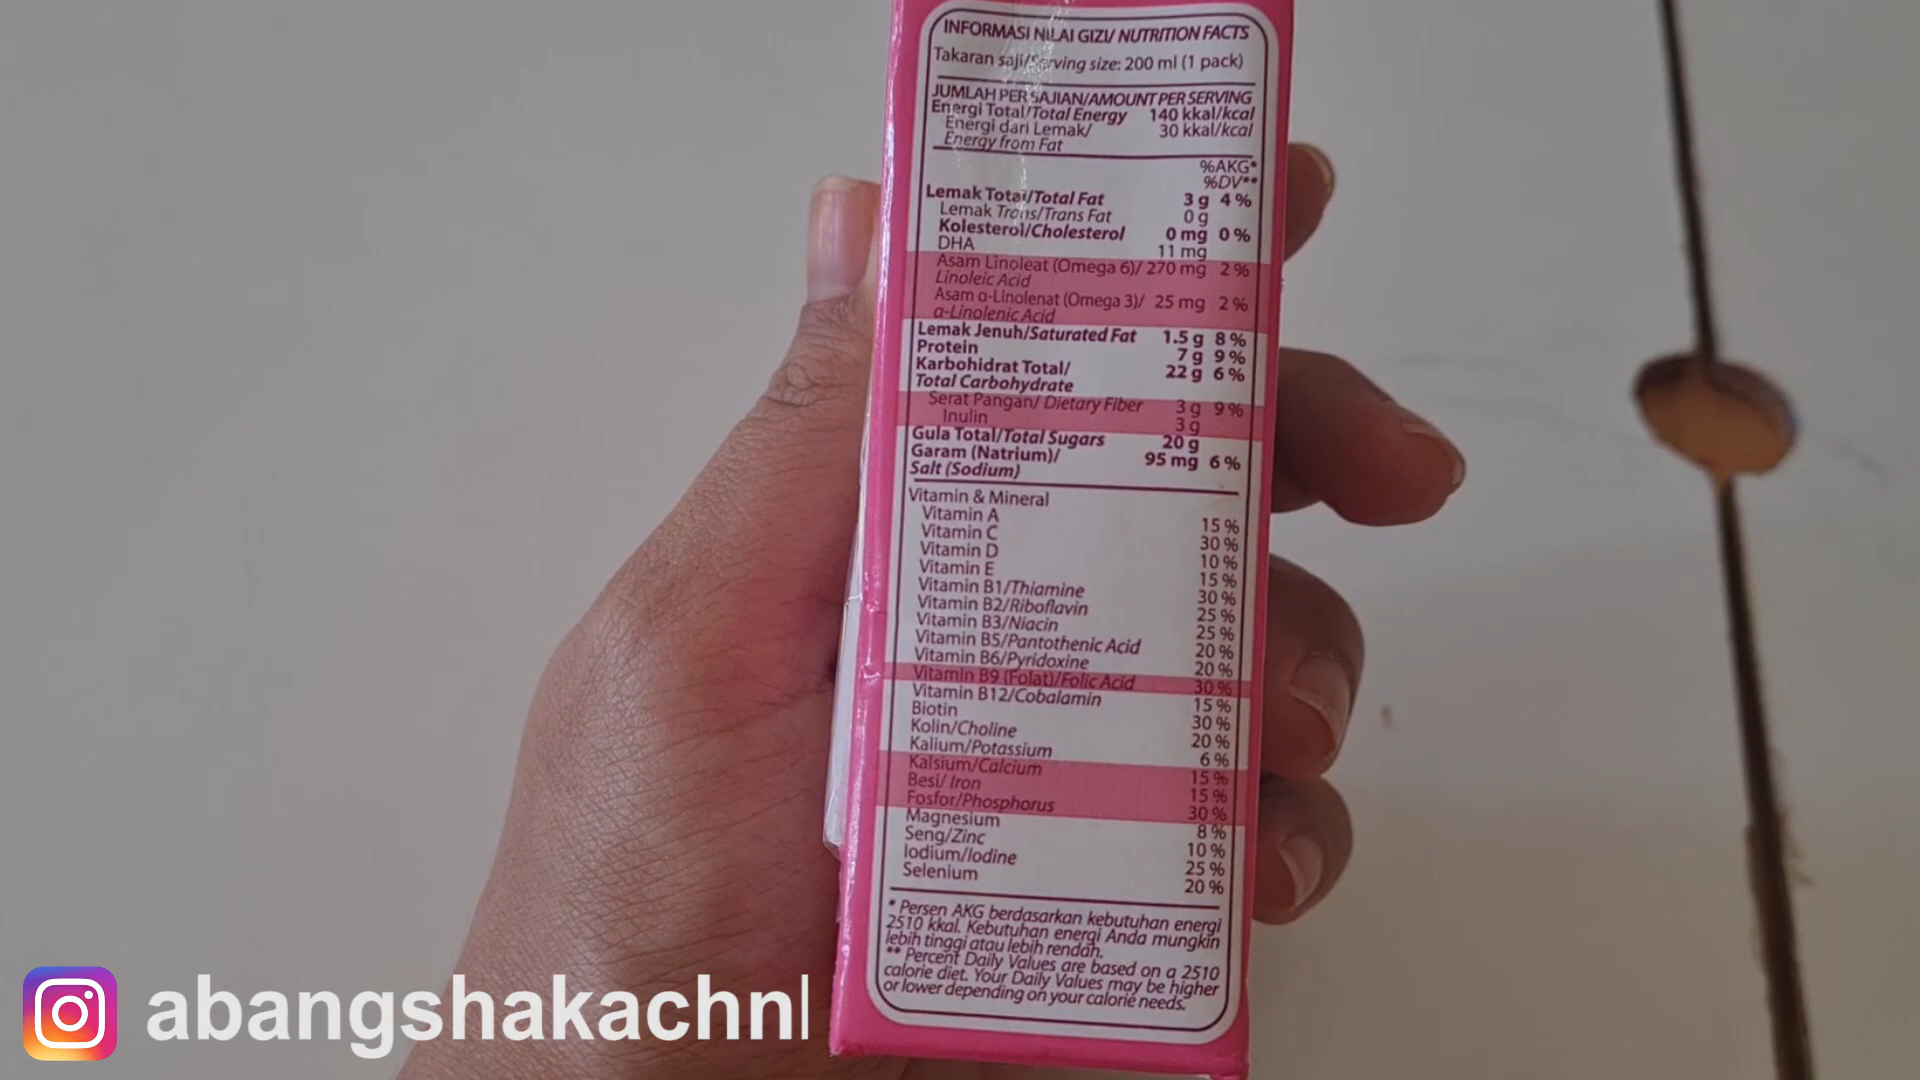 INFORMASI NILAI GIZI/ NUTRITION FACTS
Takaran saji/Serving size: 200 ml (1 pack)
JUMLAH PER SAJIAN/AMOUNT PER SERVING
Energi Total/Total Energy 140 kkal/kcal
Energi dari Lemak/ 30 kkal/kcal
Energy from Fat
%AKG*
%DV**
Lemak Total/Total Fat 3 g 4 %
Lemak Trans/Trans Fat 0 g
Kolesterol/Cholesterol 0 mg 0 %
DHA 11 mg
Asam Linoleat (Omega 6)/ 270 mg 2 %
Linoleic Acid
Asam α-Linolenat (Omega 3)/ 25 mg 2 %
α-Linolenic Acid
Lemak Jenuh/Saturated Fat 1.5 g 8 %
Protein 7 g 9 %
Karbohidrat Total/ 22 g 6 %
Total Carbohydrate
Serat Pangan/ Dietary Fiber 3 g 9 %
Inulin 3 g
Gula Total/Total Sugars 20 g
Garam (Natrium)/ 95 mg 6 %
Salt (Sodium)
Vitamin & Mineral
Vitamin A 15 %
Vitamin C 30 %
Vitamin D 10 %
Vitamin E 15 %
Vitamin B1/Thiamine 30 %
Vitamin B2/Riboflavin 25 %
Vitamin B3/Niacin 25 %
Vitamin B5/Pantothenic Acid 20 %
Vitamin B6/Pyridoxine 20 %
Vitamin B9 (Folat)/Folic Acid 30 %
Vitamin B12/Cobalamin 15 %
Biotin 30 %
Kolin/Choline 20 %
Kalium/Potassium 6 %
Kalsium/Calcium 15 %
Besi/ Iron 15 %
Fosfor/Phosphorus 30 %
Magnesium 8 %
Seng/Zinc 10 %
Iodium/Iodine 25 %
Selenium 20 %
* Persen AKG berdasarkan kebutuhan energi
2510 kkal. Kebutuhan energi Anda mungkin
lebih tinggi atau lebih rendah.
** Percent Daily Values are based on a 2510
calorie diet. Your Daily Values may be higher
or lower depending on your calorie needs.
abangshakachnl